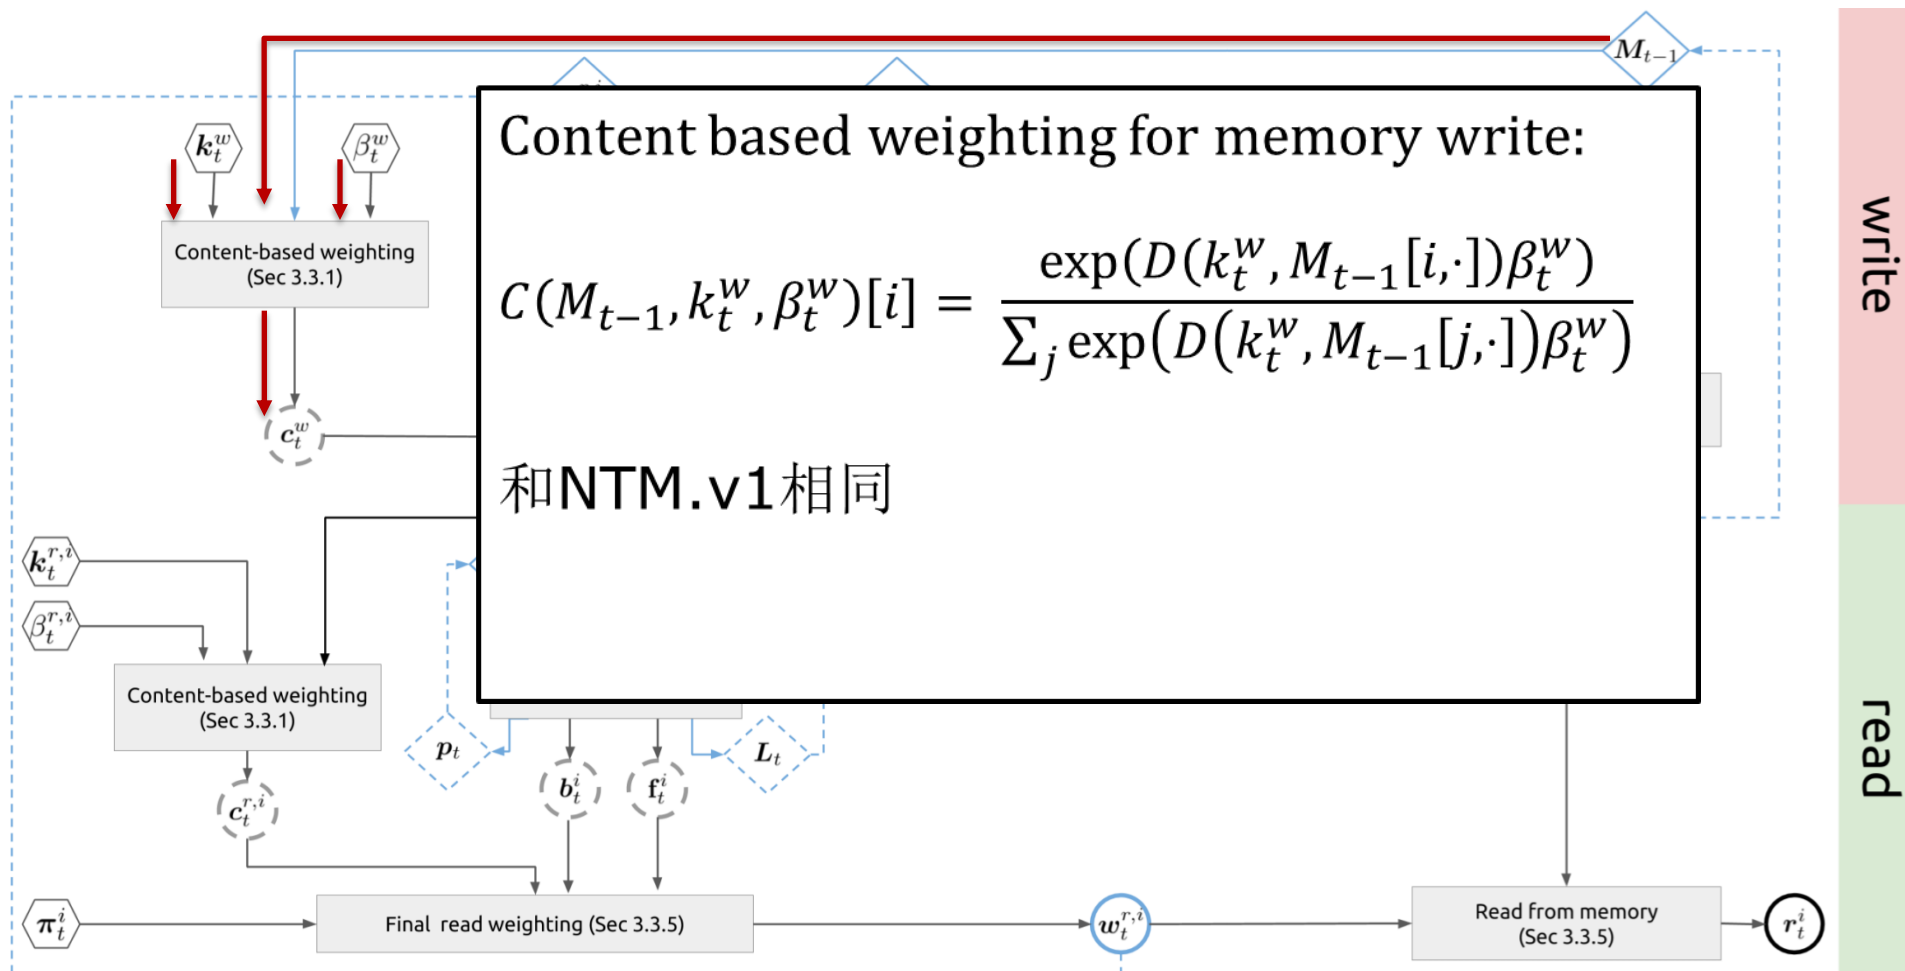 M_{t-1}
k_t^w
β_t^w
Content-based weighting
(Sec 3.3.1)
c_t^w
Content based weighting for memory write:
C(M_{t-1}, k_t^w, β_t^w)[i] = \frac{exp(D(k_t^w, M_{t-1}[i,·])β_t^w)}{∑_j exp(D(k_t^w, M_{t-1}[j,·])β_t^w)}
和NTM.v1相同
write
k_t^{r,i}
β_t^{r,i}
Content-based weighting
(Sec 3.3.1)
c_t^{r,i}
p_t
b_t^i
f_t^i
L_t
read
π_t^i
Final read weighting (Sec 3.3.5)
w_t^{r,i}
Read from memory
(Sec 3.3.5)
r_t^i